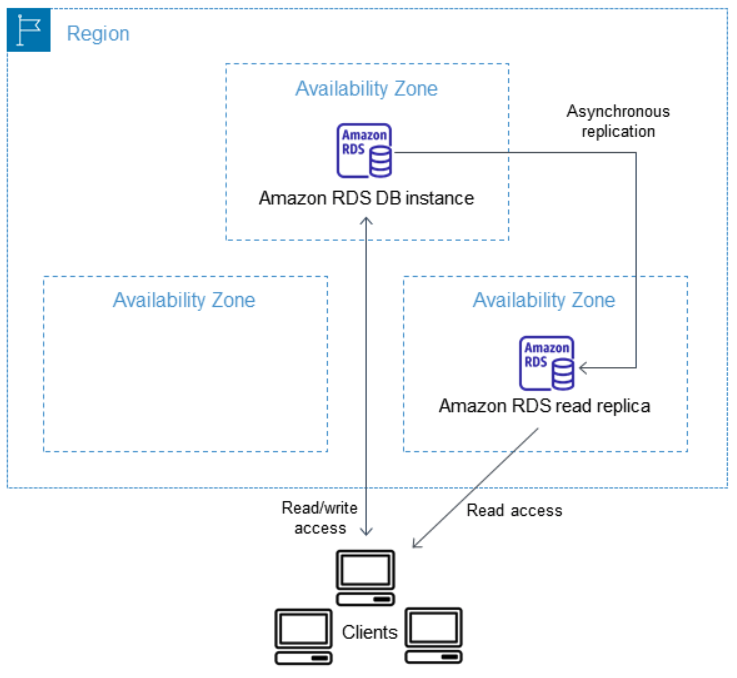 Region
Availability Zone
Asynchronous
replication
Amazon
RDS
Amazon RDS DB instance
Availability Zone
Availability Zone
Amazon
RDS
Amazon RDS read replica
Read/write
access
Read access
Clients